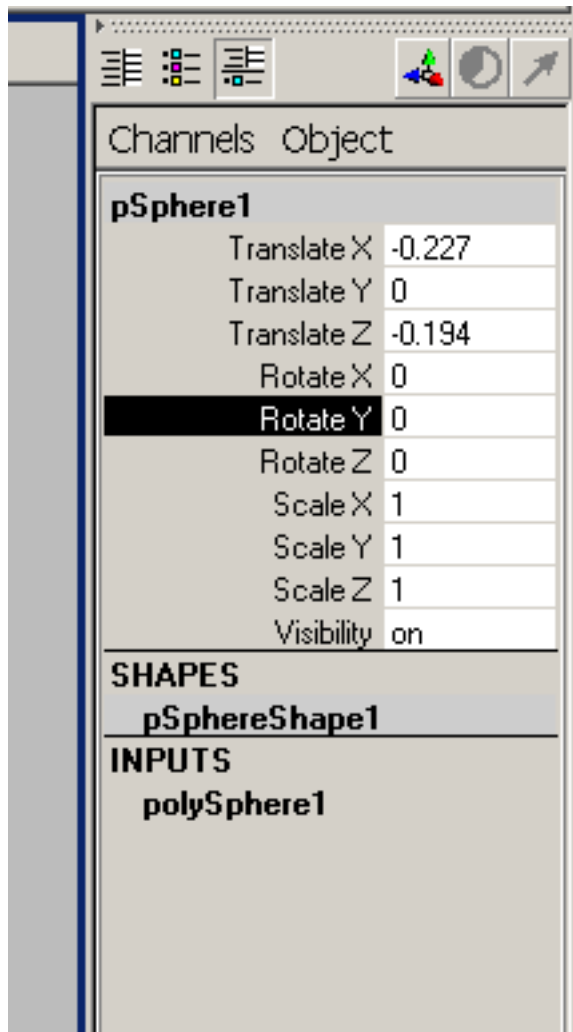 Channels Object
pSphere1
Translate X -0.227
Translate Y 0
Translate Z -0.194
Rotate X 0
Rotate Y 0
Rotate Z 0
Scale X 1
Scale Y 1
Scale Z 1
Visibility on
SHAPES
pSphereShape1
INPUTS
polySphere1